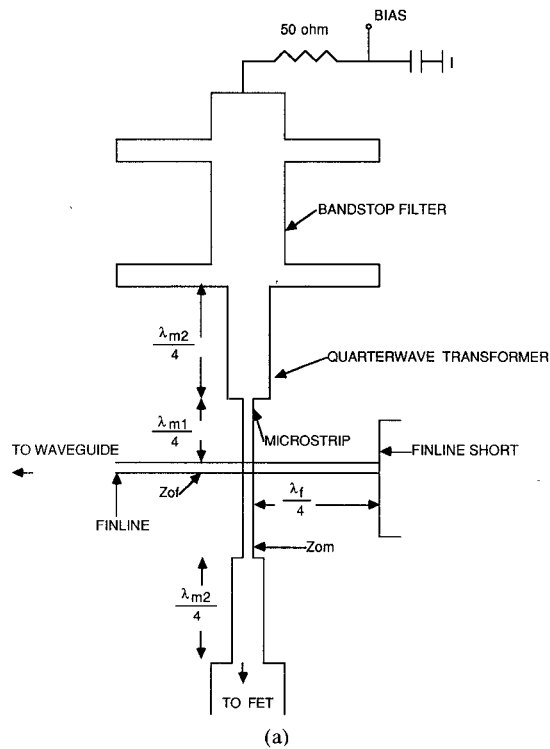 BIAS
50 ohm
BANDSTOP FILTER
λm2
4
QUARTERWAVE TRANSFORMER
λm1
4
MICROSTRIP
TO WAVEGUIDE
FINLINE SHORT
Zof
λf
4
FINLINE
Zom
λm2
4
TO FET
(a)